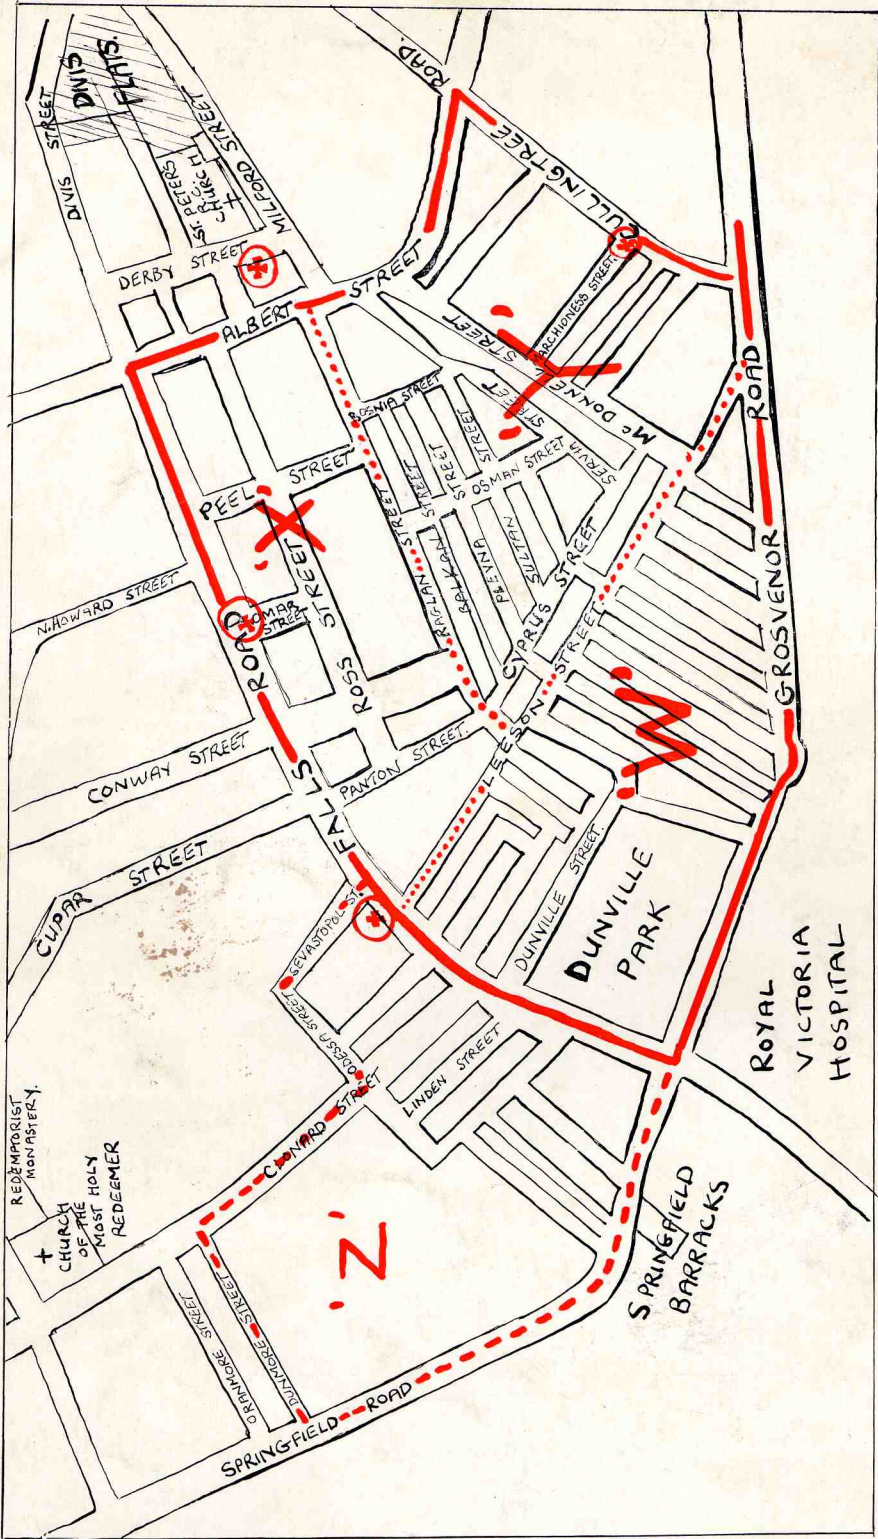 DIVIS
FLATS.
DIVIS STREET
ST. PETERS
R.C.
CHURCH
MILFORD STREET
DERBY STREET
ALBERT STREET
CULLINGTREE ROAD.
MARCHIONESS STREET.
'Y'
Mc DONNELL STREET
BOSNIA STREET
SERVIA STREET
PEEL STREET
'X'
N. HOWARD STREET
OMAR
STREET
ROSS STREET
RAGLAN STREET
BALKAN STREET
PLEVNA STREET
SULTAN STREET
OSMAN STREET
CYPRUS STREET
LEESON STREET
GROSVENOR ROAD
'W'
FALLS ROAD
CONWAY STREET
PANTON STREET.
CUPAR STREET
SEVASTOPOL ST.
DUNVILLE STREET.
DUNVILLE
PARK
ODESSA STREET
LINDEN STREET
CLONARD STREET
ROYAL
VICTORIA
HOSPITAL
REDEMATORIST
MONASTERY.
CHURCH
OF THE
MOST HOLY
REDEEMER
'Z'
ORANMORE STREET
DUNMORE STREET
SPRINGFIELD ROAD
SPRINGFIELD
BARRACKS